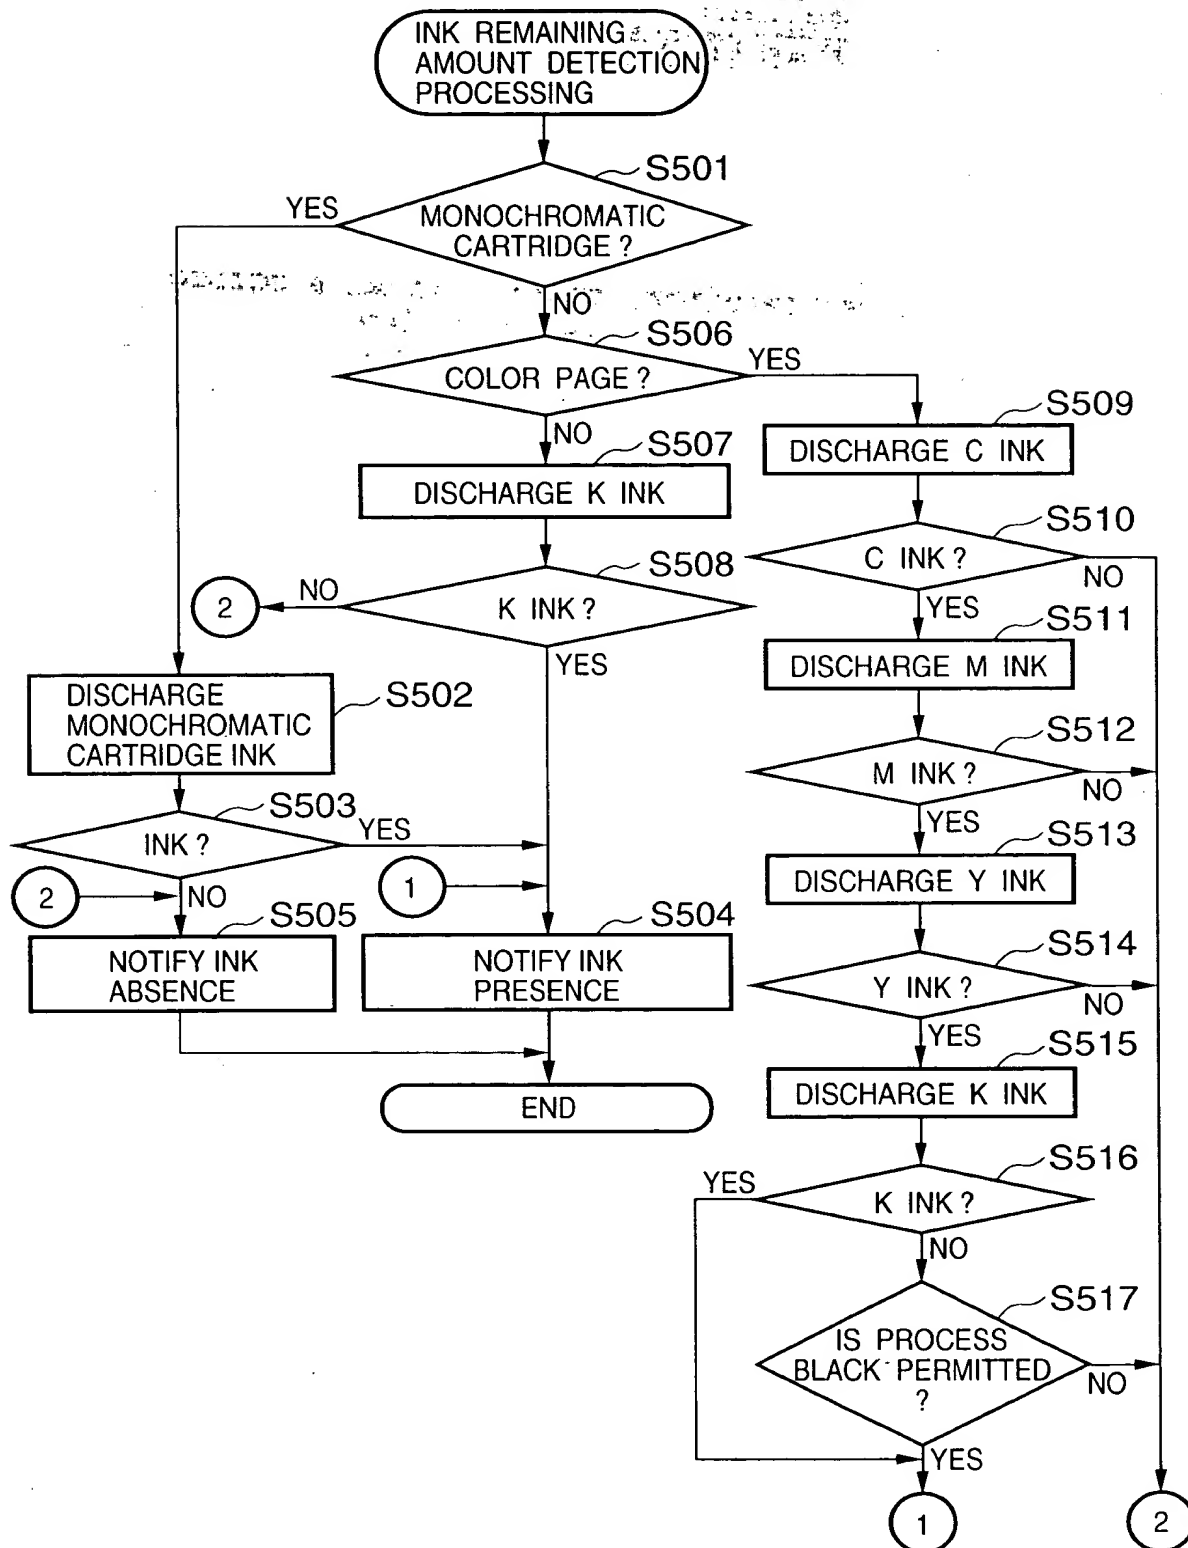 INK REMAINING
AMOUNT DETECTION
PROCESSING
S501
YES
MONOCHROMATIC
CARTRIDGE ?
NO
S506
YES
COLOR PAGE ?
NO
S507
DISCHARGE K INK
S509
DISCHARGE C INK
S508
NO
K INK ?
2
YES
S510
C INK ?
NO
YES
S511
DISCHARGE M INK
S502
DISCHARGE
MONOCHROMATIC
CARTRIDGE INK
S512
M INK ?
NO
YES
S503
INK ?
YES
2
NO
1
S513
DISCHARGE Y INK
S505
NOTIFY INK
ABSENCE
S504
NOTIFY INK
PRESENCE
S514
Y INK ?
NO
YES
S515
DISCHARGE K INK
END
S516
YES
K INK ?
NO
S517
IS PROCESS
BLACK PERMITTED
?
NO
YES
1
2